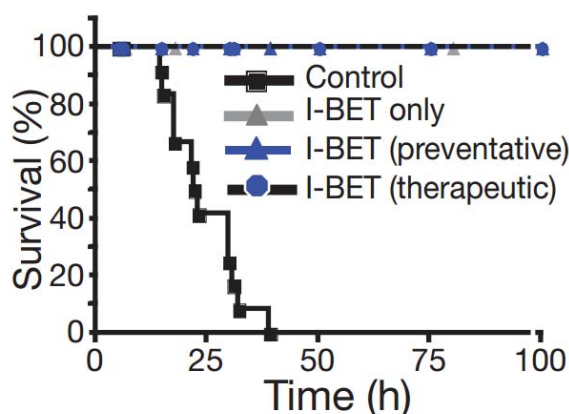 100
80
60
40
20
0
Survival (%)
Control
I-BET only
I-BET (preventative)
I-BET (therapeutic)
0 25 50 75 100
Time (h)